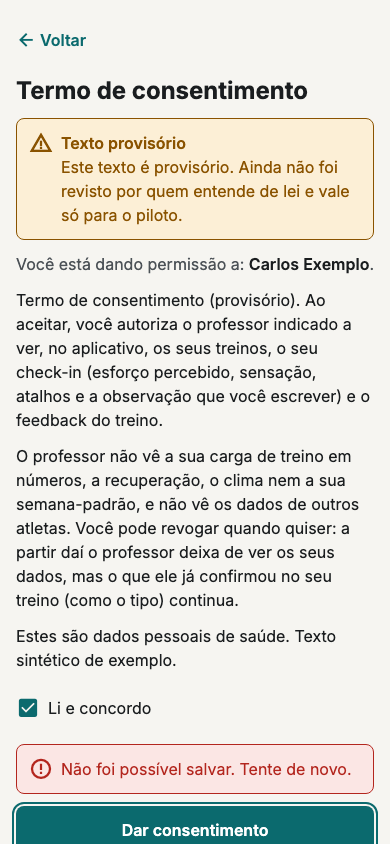 Voltar
Termo de consentimento
Texto provisório
Este texto é provisório. Ainda não foi
revisto por quem entende de lei e vale
só para o piloto.
Você está dando permissão a: Carlos Exemplo.
Termo de consentimento (provisório). Ao
aceitar, você autoriza o professor indicado a
ver, no aplicativo, os seus treinos, o seu
check-in (esforço percebido, sensação,
atalhos e a observação que você escrever) e o
feedback do treino.
O professor não vê a sua carga de treino em
números, a recuperação, o clima nem a sua
semana-padrão, e não vê os dados de outros
atletas. Você pode revogar quando quiser: a
partir daí o professor deixa de ver os seus
dados, mas o que ele já confirmou no seu
treino (como o tipo) continua.
Estes são dados pessoais de saúde. Texto
sintético de exemplo.
Li e concordo
Não foi possível salvar. Tente de novo.
Dar consentimento